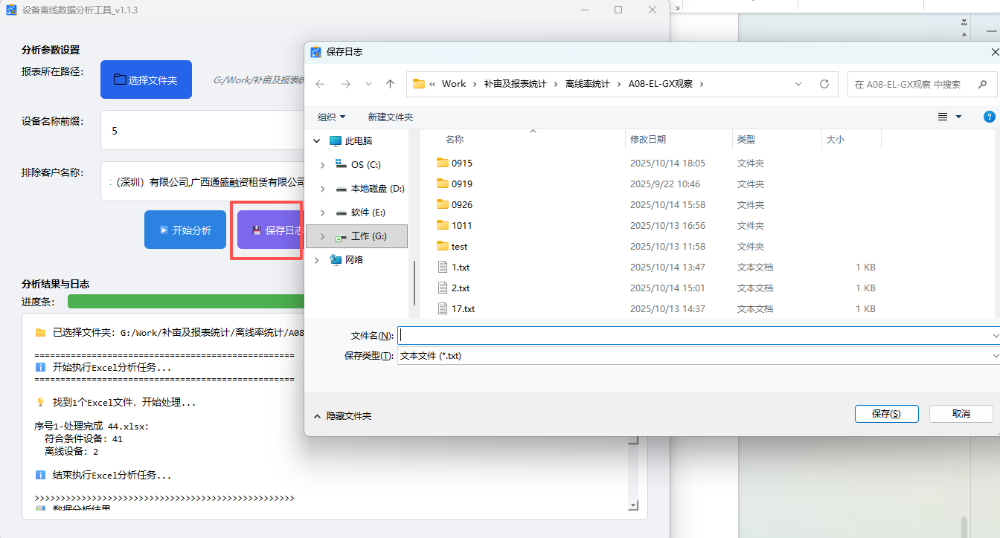 设备离线数据分析工具_v1.1.3
分析参数设置
报表所在路径:
选择文件夹
G:/Work/补亩及报表统
设备名称前缀:
5
排除客户名称:
:（深圳）有限公司,广西通盛融资租赁有限公司
开始分析
保存日志
分析结果与日志
进度条:
已选择文件夹: G:/Work/补亩及报表统计/离线率统计/A08
==================================================
开始执行Excel分析任务...
==================================================
找到1个Excel文件，开始处理...
序号1-处理完成 44.xlsx:
符合条件设备: 41
离线设备: 2
结束执行Excel分析任务...
>>>>>>>>>>>>>>>>>>>>>>>>>>>>>>>>>>>>>>>>>>>>>>>>>>
数据分析结果
保存日志
« Work › 补亩及报表统计 › 离线率统计 › A08-EL-GX观察 ›
在 A08-EL-GX观察 中搜索
组织 新建文件夹
此电脑
OS (C:)
本地磁盘 (D:)
软件 (E:)
工作 (G:)
网络
名称 修改日期 类型 大小
0915 2025/10/14 18:05 文件夹
0919 2025/9/22 10:46 文件夹
0926 2025/10/14 15:58 文件夹
1011 2025/10/13 16:56 文件夹
test 2025/10/13 11:58 文件夹
1.txt 2025/10/14 13:47 文本文档 1 KB
2.txt 2025/10/14 15:01 文本文档 1 KB
17.txt 2025/10/13 14:37 文本文档 1 KB
文件名(N):
保存类型(T): 文本文件 (*.txt)
隐藏文件夹
保存(S)
取消